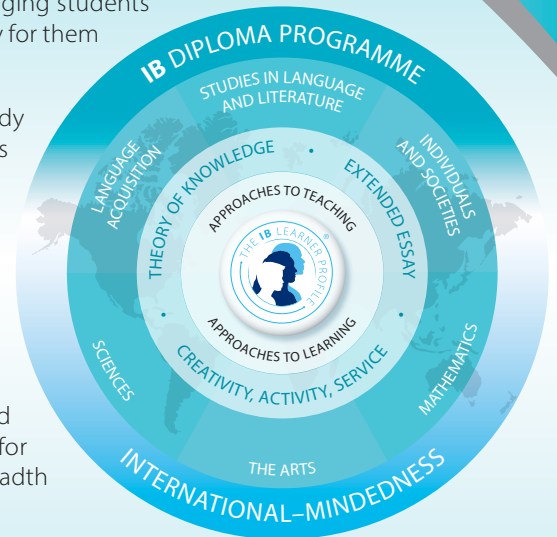 ging students
for them
dy
s
d
for
adth
IB DIPLOMA PROGRAMME
STUDIES IN LANGUAGE
AND LITERATURE
LANGUAGE
ACQUISITION
INDIVIDUALS
AND SOCIETIES
THEORY OF KNOWLEDGE • EXTENDED ESSAY • CREATIVITY, ACTIVITY, SERVICE •
APPROACHES TO TEACHING
THE IB LEARNER PROFILE ®
APPROACHES TO LEARNING
SCIENCES
MATHEMATICS
THE ARTS
INTERNATIONAL–MINDEDNESS